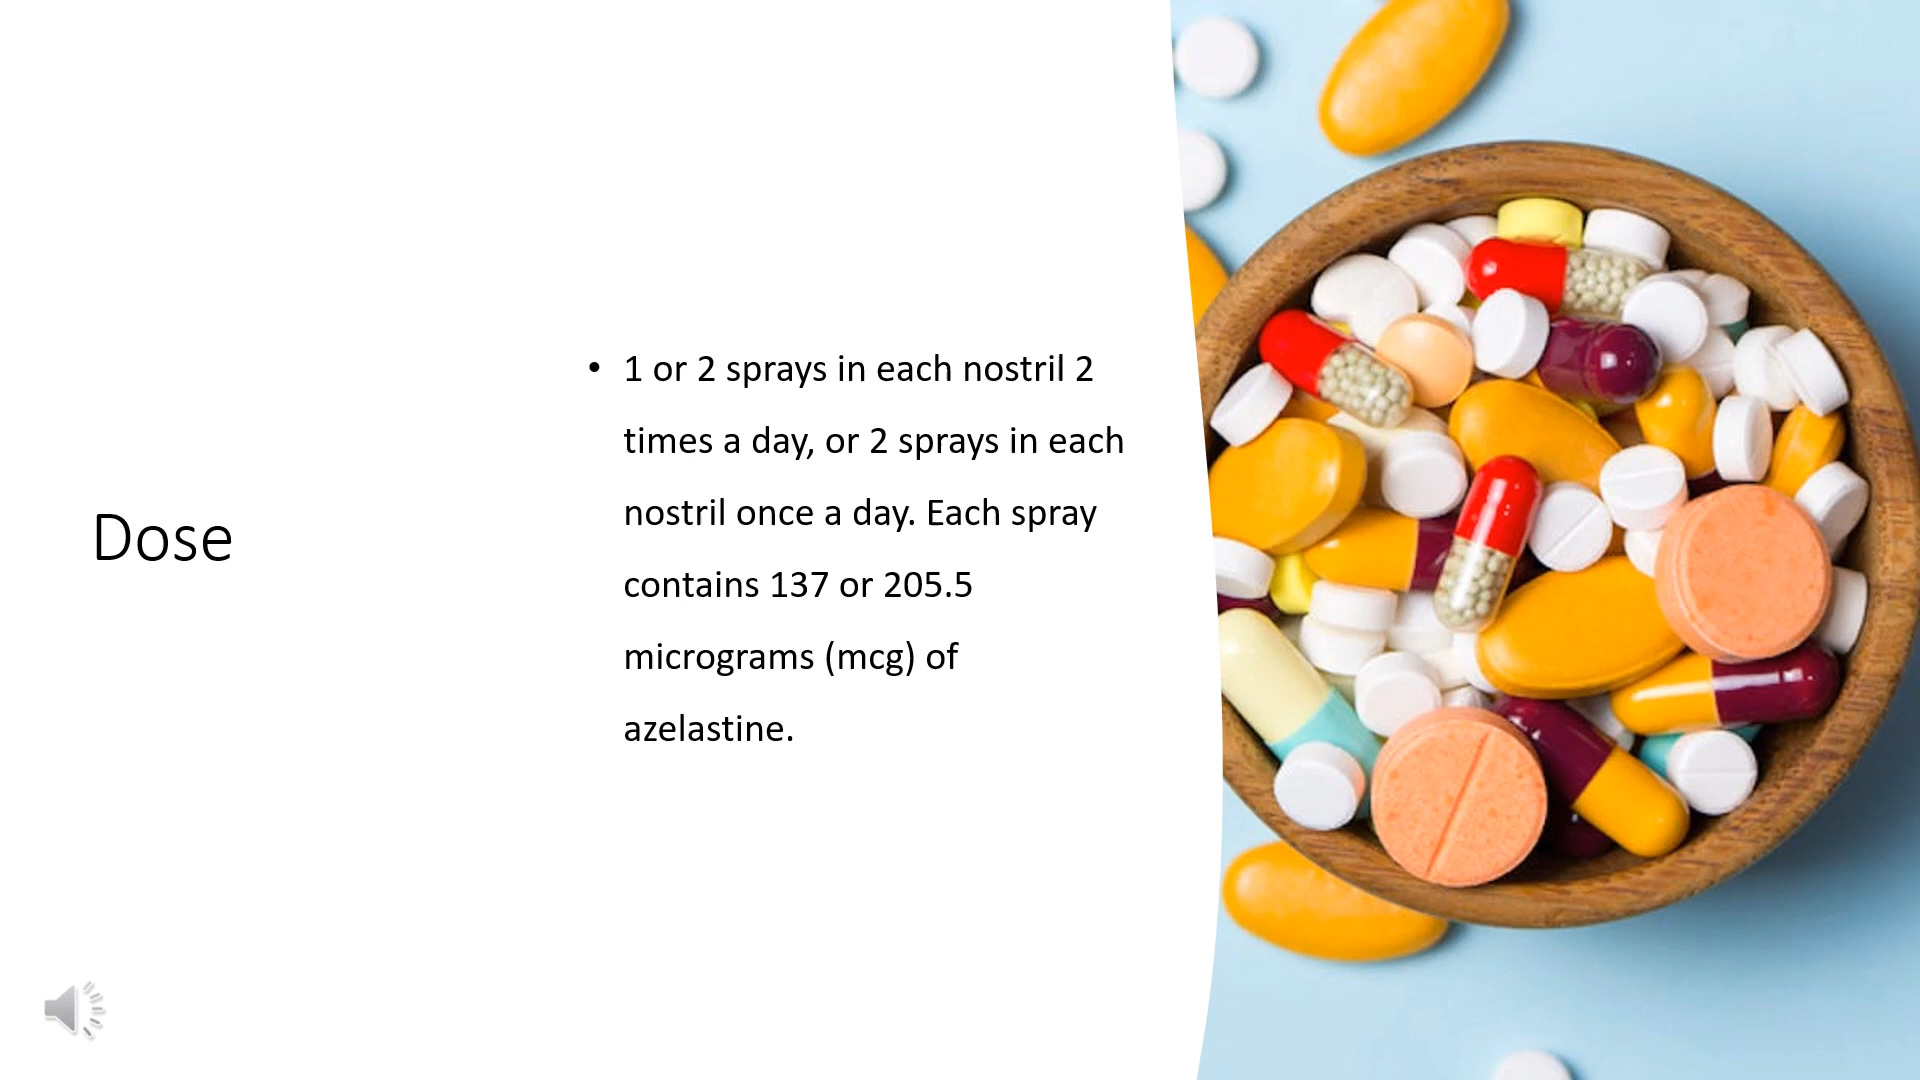 Dose
• 1 or 2 sprays in each nostril 2
times a day, or 2 sprays in each
nostril once a day. Each spray
contains 137 or 205.5
micrograms (mcg) of
azelastine.